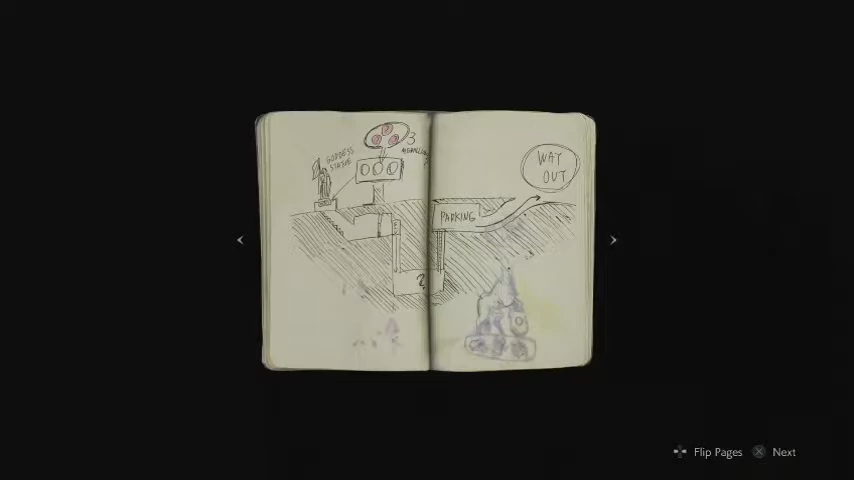 3
MEDALLIONS
GODDESS
STATUE
WAY
OUT
PARKING
?
Flip Pages
Next